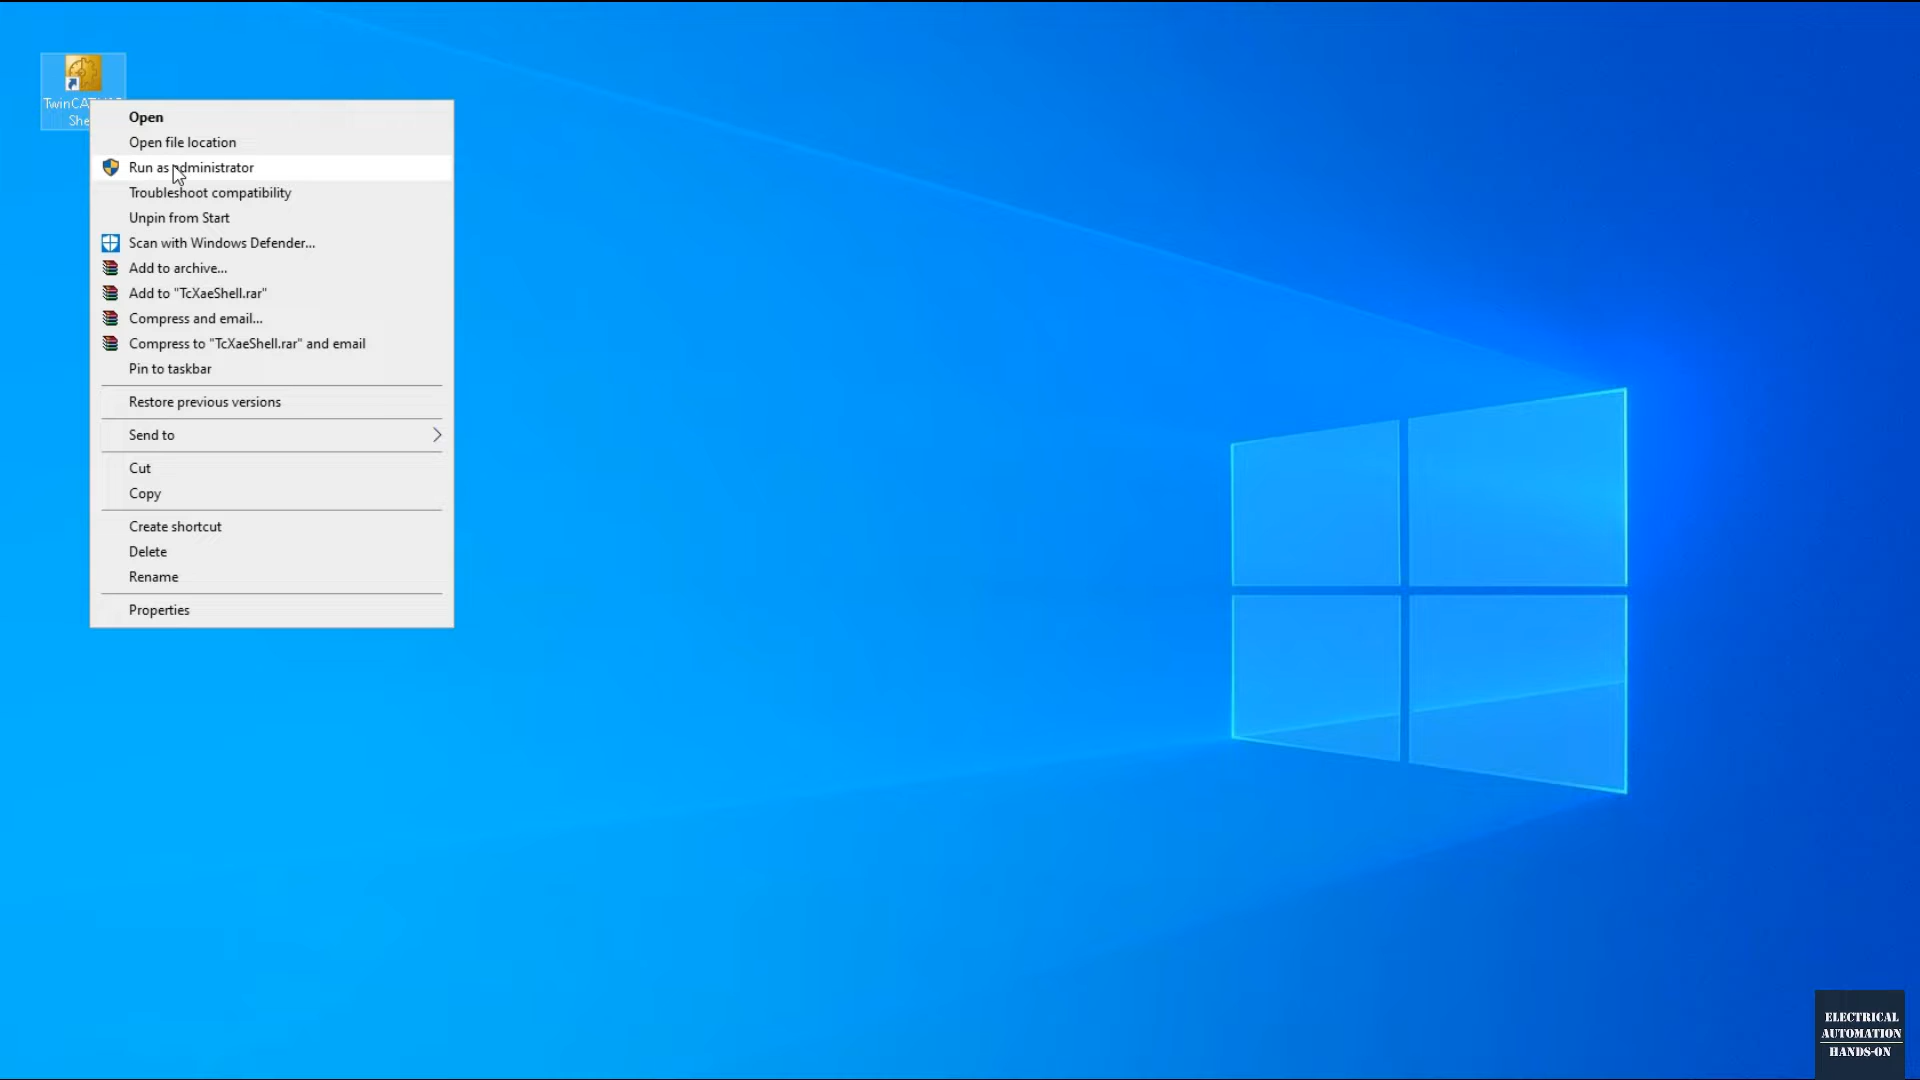 Open
Open file location
Run as administrator
Troubleshoot compatibility
Unpin from Start
Scan with Windows Defender...
Add to archive...
Add to "TcXaeShell.rar"
Compress and email...
Compress to "TcXaeShell.rar" and email
Pin to taskbar
Restore previous versions
Send to
Cut
Copy
Create shortcut
Delete
Rename
Properties
ELECTRICAL
AUTOMATION
HANDS-ON